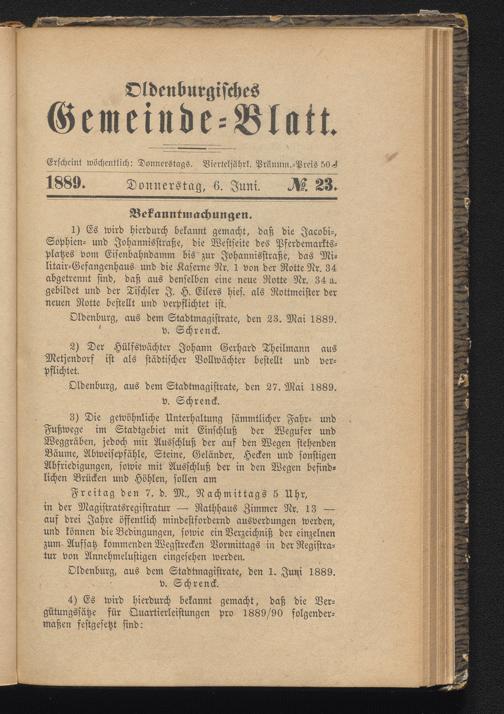 Oldenburgisches
Gemeinde-Blatt.
Erscheint wöchentlich: Donnerstags. Vierteljährl. Pränum.-Preis 50 ₰
1889. Donnerstag, 6. Juni. №. 23.
Bekanntmachungen.
1) Es wird hierdurch bekannt gemacht, daß die Jacobi-,
Sophien- und Johannisstraße, die Westseite des Pferdemarkts-
platzes vom Eisenbahndamm bis zur Johannisstraße, das Mi-
litair-Gefangenhaus und die Kaserne Nr. 1 von der Rotte Nr. 34
abgetrennt sind, daß aus denselben eine neue Rotte Nr. 34 a.
gebildet und der Tischler F. H. Eilers hies. als Rottmeister der
neuen Rotte bestellt und verpflichtet ist.
Oldenburg, aus dem Stadtmagistrate, den 23. Mai 1889.
v. Schrenck.
2) Der Hülfswächter Johann Gerhard Theilmann aus
Metjendorf ist als städtischer Vollwächter bestellt und ver-
pflichtet.
Oldenburg, aus dem Stadtmagistrate, den 27. Mai 1889.
v. Schrenck.
3) Die gewöhnliche Unterhaltung sämmtlicher Fahr- und
Fußwege im Stadtgebiet mit Einschluß der Wegufer und
Weggräben, jedoch mit Ausschluß der auf den Wegen stehenden
Bäume, Abweisepfähle, Steine, Geländer, Hecken und sonstigen
Abfriedigungen, sowie mit Ausschluß der in den Wegen befind-
lichen Brücken und Höhlen, sollen am
Freitag den 7. d. M., Nachmittags 5 Uhr,
in der Magistratsregistratur — Rathhaus Zimmer Nr. 13 —
auf drei Jahre öffentlich mindestfordernd ausverdungen werden,
und können die Bedingungen, sowie ein Verzeichniß der einzelnen
zum Aufsatz kommenden Wegstrecken Vormittags in der Registra-
tur von Annehmelustigen eingesehen werden.
Oldenburg, aus dem Stadtmagistrate, den 1. Juni 1889.
v. Schrenck.
4) Es wird hierdurch bekannt gemacht, daß die Ver-
gütungssätze für Quartierleistungen pro 1889/90 folgender-
maßen festgesetzt sind: